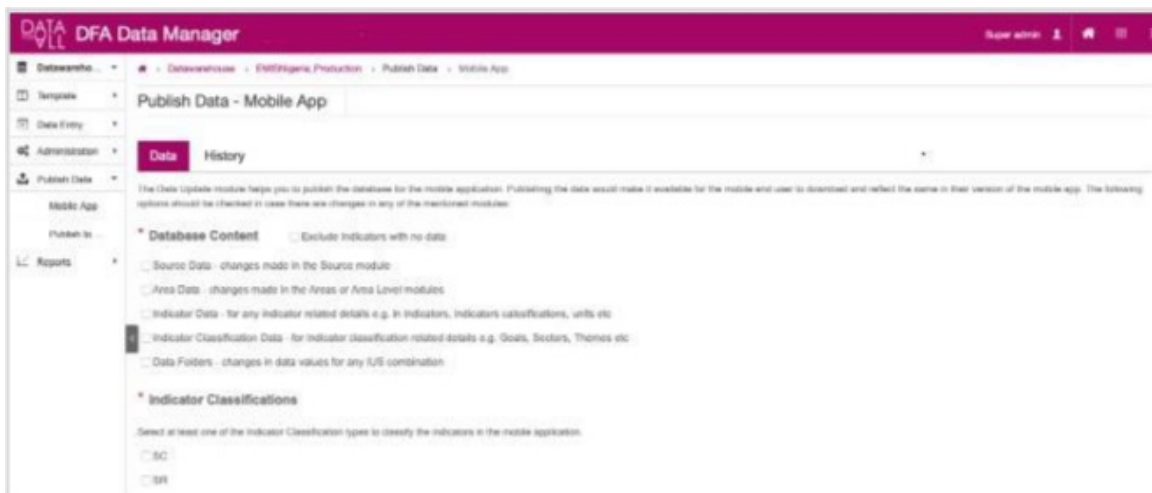 DATA
DFA Data Manager
Super admin
Datawareho...
Datawarehouse
Production
Publish Data
Mobile App
Template
Publish Data - Mobile App
Data Entry
Administration
Data
History
Publish Data
The Data Update module helps you to publish the database for the mobile application. Publishing the data would make it available for the mobile end user to download and reflect the same in their version of the mobile app. The following
options should be checked in case there are changes in any of the mentioned modules:
Mobile App
Publish to ...
* Database Content
Exclude Indicators with no data
Reports
Source Data - changes made in the Source module
Area Data - changes made in the Areas or Area Level modules
Indicator Data - for any indicator related details e.g. in Indicators, Indicators calssifications, units etc
Indicator Classification Data - for Indicator classification related details e.g. Goals, Sectors, Themes etc
Data Folders - changes in data values for any IUS combination
* Indicator Classifications
Select at least one of the Indicator Classification types to classify the indicators in the mobile application.
SC
SR